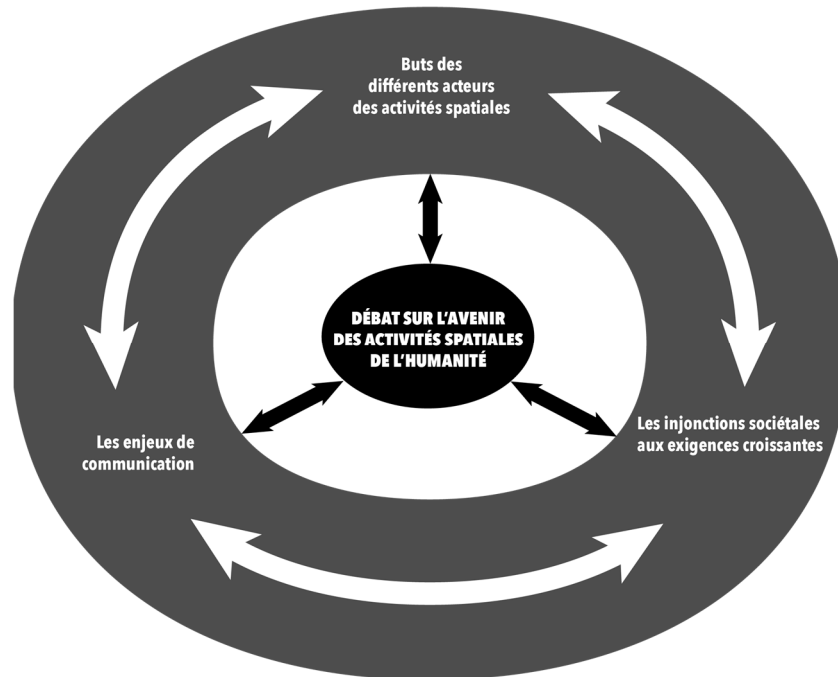 Buts des
différents acteurs
des activités spatiales
DÉBAT SUR L'AVENIR
DES ACTIVITÉS SPATIALES
DE L'HUMANITÉ
Les enjeux de
communication
Les injonctions sociétales
aux exigences croissantes